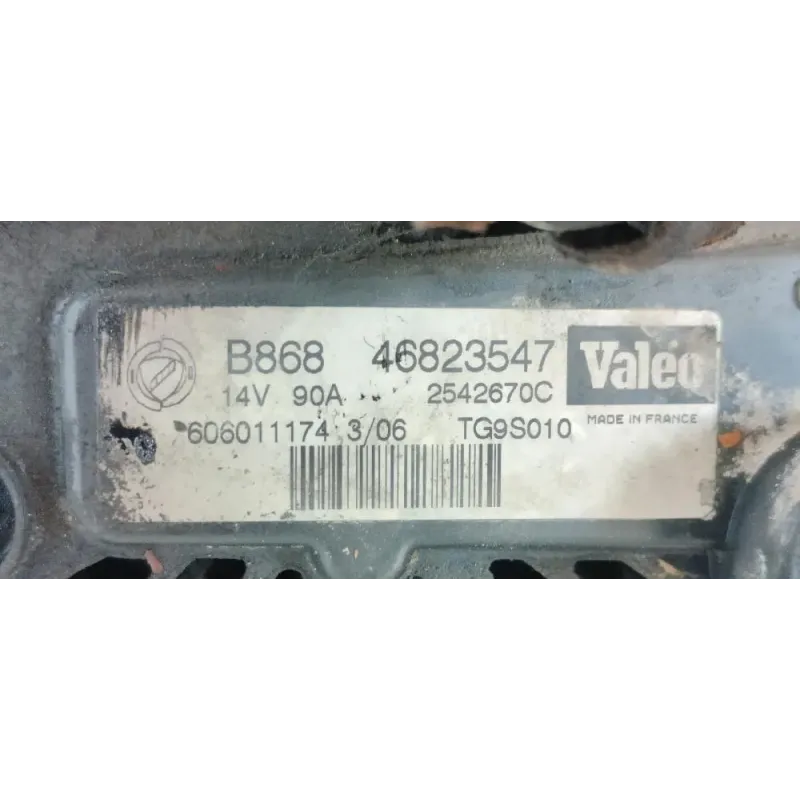 B868 46823547 Valeo
14V 90A 2542670C
MADE IN FRANCE
606011174 3/06 TG9S010